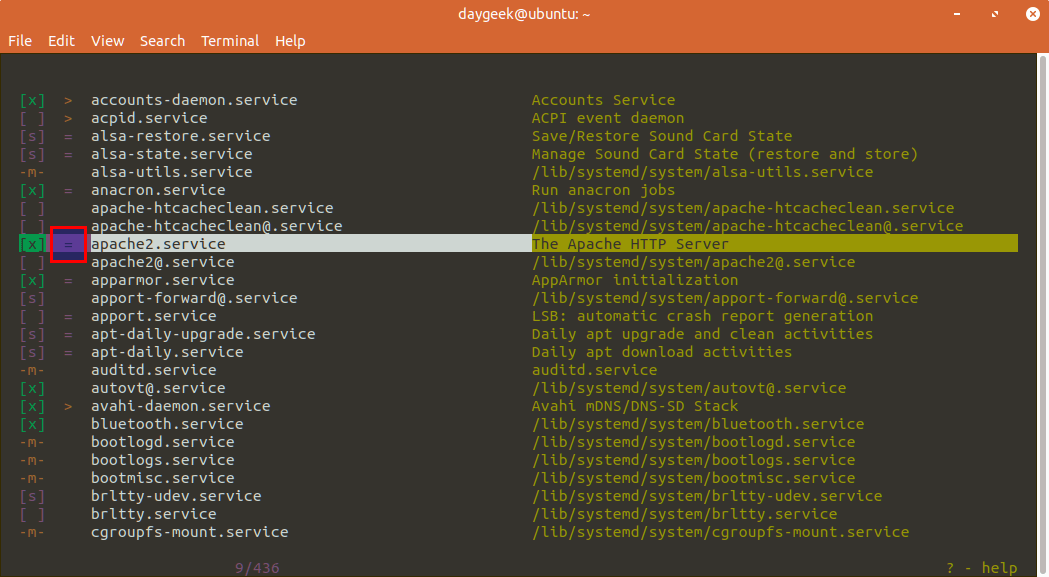 daygeek@ubuntu: ~
File Edit View Search Terminal Help
[x] > accounts-daemon.service Accounts Service
[ ] > acpid.service ACPI event daemon
[s] = alsa-restore.service Save/Restore Sound Card State
[s] = alsa-state.service Manage Sound Card State (restore and store)
-m- alsa-utils.service /lib/systemd/system/alsa-utils.service
[x] = anacron.service Run anacron jobs
[ ] apache-htcacheclean.service /lib/systemd/system/apache-htcacheclean.service
[ ] apache-htcacheclean@.service /lib/systemd/system/apache-htcacheclean@.service
[x] = apache2.service The Apache HTTP Server
[ ] apache2@.service /lib/systemd/system/apache2@.service
[x] = apparmor.service AppArmor initialization
[s] apport-forward@.service /lib/systemd/system/apport-forward@.service
[ ] = apport.service LSB: automatic crash report generation
[s] = apt-daily-upgrade.service Daily apt upgrade and clean activities
[s] = apt-daily.service Daily apt download activities
-m- auditd.service auditd.service
[x] autovt@.service /lib/systemd/system/autovt@.service
[x] > avahi-daemon.service Avahi mDNS/DNS-SD Stack
[x] bluetooth.service /lib/systemd/system/bluetooth.service
-m- bootlogd.service /lib/systemd/system/bootlogd.service
-m- bootlogs.service /lib/systemd/system/bootlogs.service
-m- bootmisc.service /lib/systemd/system/bootmisc.service
[s] brltty-udev.service /lib/systemd/system/brltty-udev.service
[ ] brltty.service /lib/systemd/system/brltty.service
-m- cgroupfs-mount.service /lib/systemd/system/cgroupfs-mount.service
9/436 ? - help